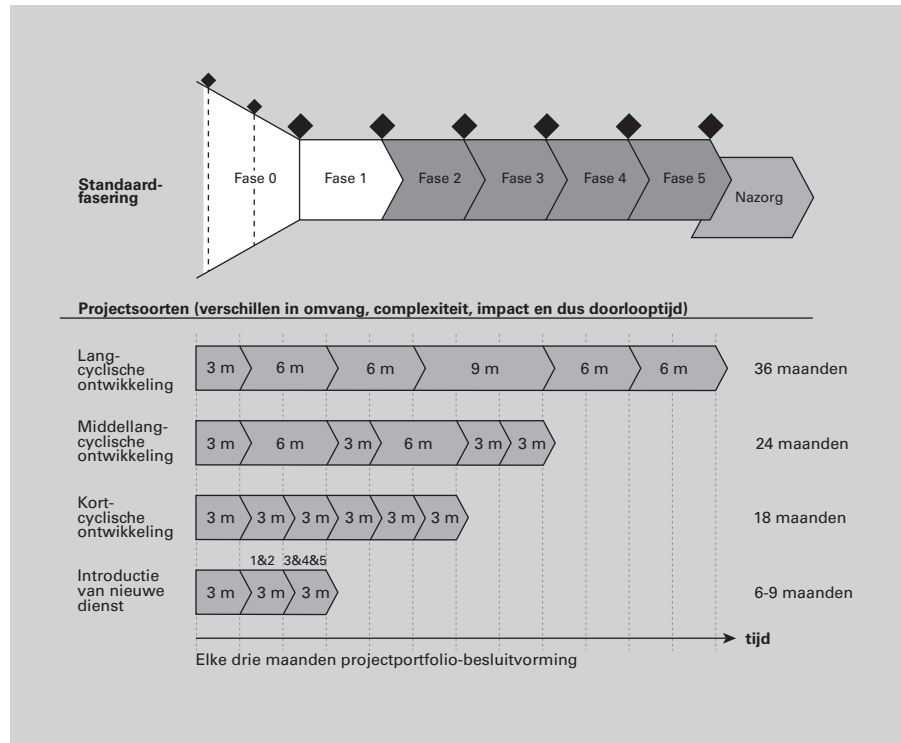 Fase 0
Fase 1
Fase 2
Fase 3
Fase 4
Fase 5
Standaard-
fasering
Nazorg
Projectsoorten (verschillen in omvang, complexiteit, impact en dus doorlooptijd)
Lang-
cyclische
ontwikkeling
3 m
6 m
6 m
9 m
6 m
6 m
36 maanden
Middellang-
cyclische
ontwikkeling
3 m
6 m
3 m
6 m
3 m
3 m
24 maanden
Kort-
cyclische
ontwikkeling
3 m
3 m
3 m
3 m
3 m
3 m
18 maanden
Introductie
van nieuwe
dienst
1&2
3&4&5
3 m
3 m
3 m
6-9 maanden
tijd
Elke drie maanden projectportfolio-besluitvorming